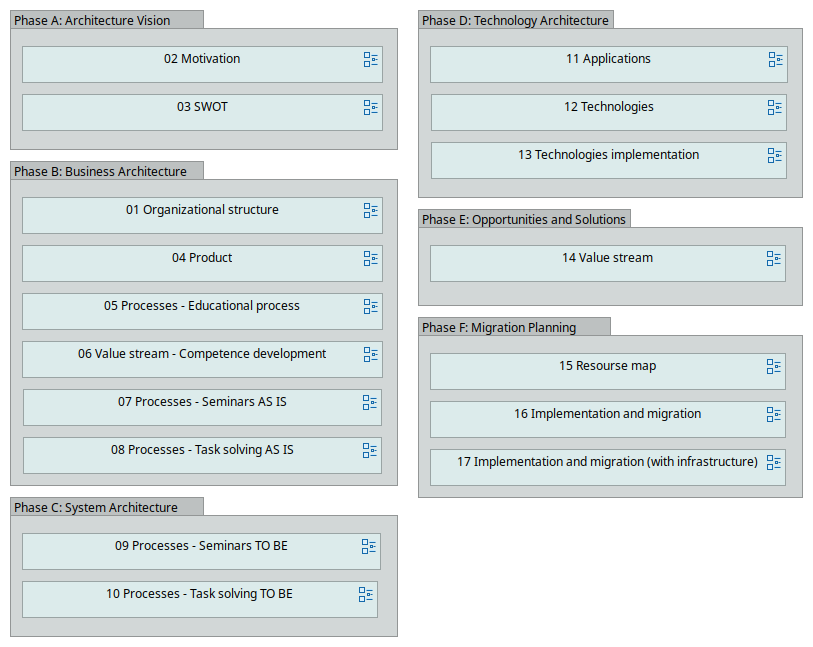 Phase A: Architecture Vision
02 Motivation
03 SWOT
Phase B: Business Architecture
01 Organizational structure
04 Product
05 Processes - Educational process
06 Value stream - Competence development
07 Processes - Seminars AS IS
08 Processes - Task solving AS IS
Phase C: System Architecture
09 Processes - Seminars TO BE
10 Processes - Task solving TO BE
Phase D: Technology Architecture
11 Applications
12 Technologies
13 Technologies implementation
Phase E: Opportunities and Solutions
14 Value stream
Phase F: Migration Planning
15 Resourse map
16 Implementation and migration
17 Implementation and migration (with infrastructure)